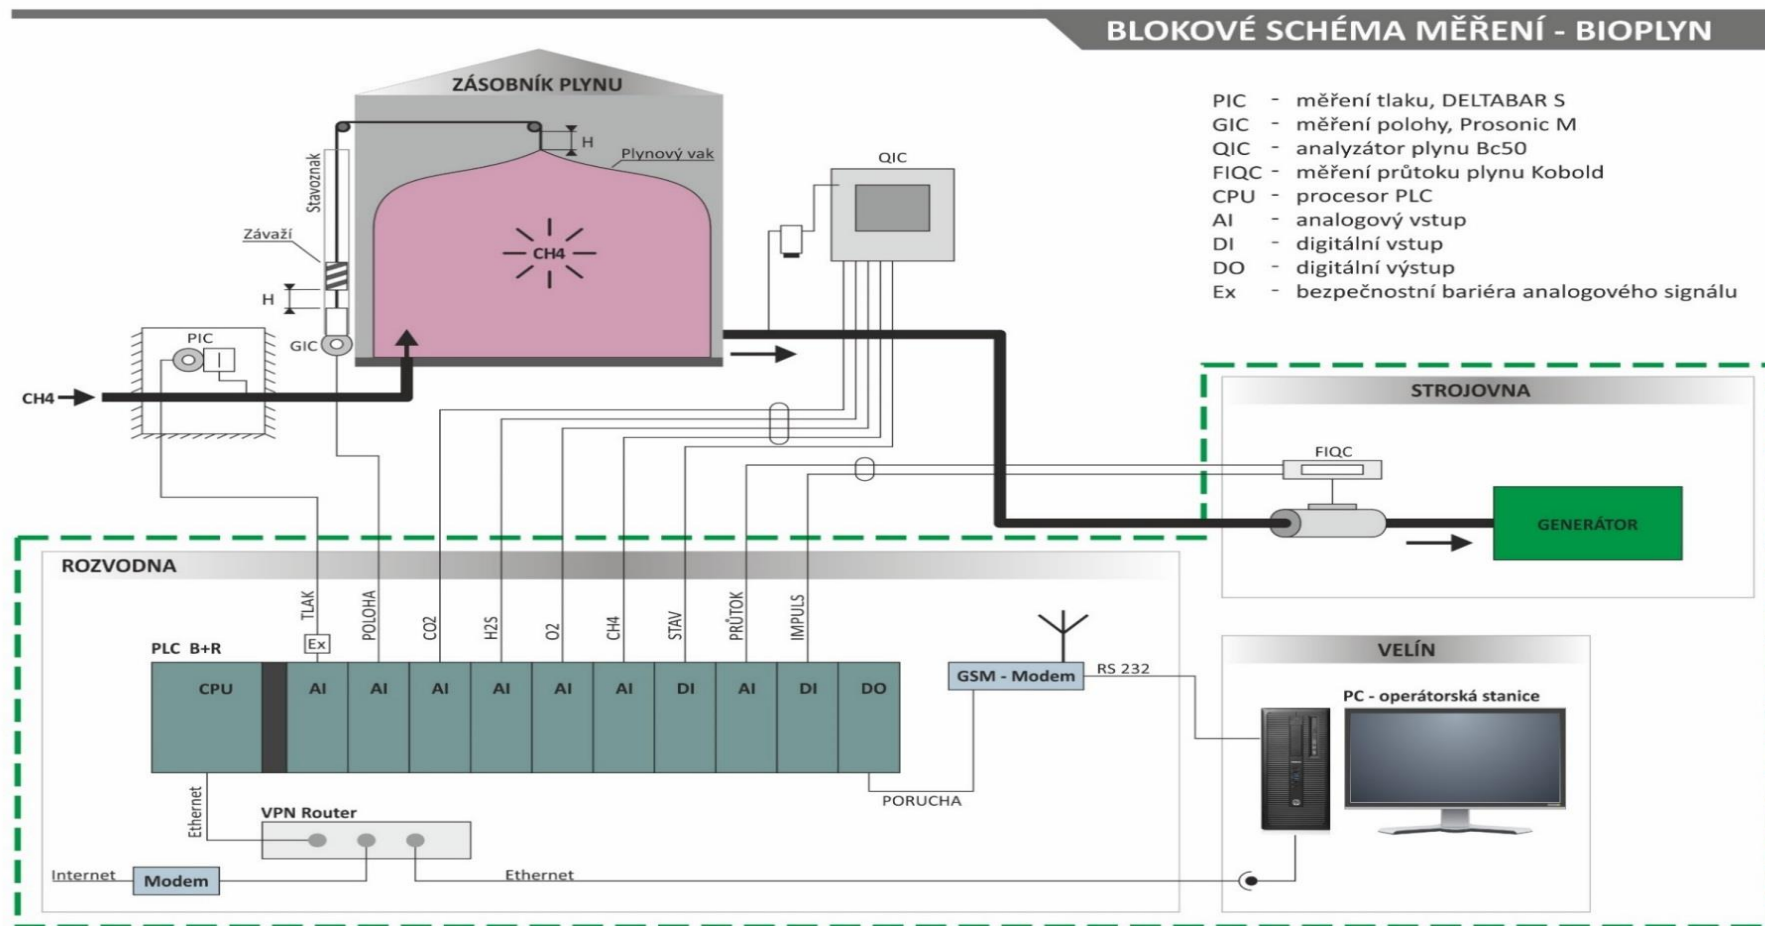 BLOKOVÉ SCHÉMA MĚŘENÍ - BIOPLYN
ZÁSOBNÍK PLYNU
H
Plynový vak
Stavoznak
Závaží
H
CH4
PIC
GIC
CH4
QIC
PIC - měření tlaku, DELTABAR S
GIC - měření polohy, Prosonic M
QIC - analyzátor plynu Bc50
FIQC - měření průtoku plynu Kobold
CPU - procesor PLC
AI - analogový vstup
DI - digitální vstup
DO - digitální výstup
Ex - bezpečnostní bariéra analogového signálu
STROJOVNA
FIQC
GENERÁTOR
ROZVODNA
TLAK
POLOHA
CO2
H2S
O2
CH4
STAV
PRŮTOK
IMPULS
Ex
PLC B+R
CPU
AI
AI
AI
AI
AI
AI
DI
AI
DI
DO
GSM - Modem
RS 232
PORUCHA
Ethernet
VPN Router
Internet
Modem
Ethernet
VELÍN
PC - operátorská stanice